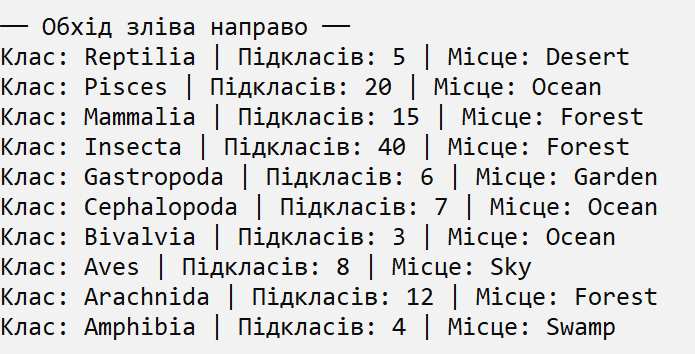 ── Обхід зліва направо ──
Клас: Reptilia | Підкласів: 5 | Місце: Desert
Клас: Pisces | Підкласів: 20 | Місце: Ocean
Клас: Mammalia | Підкласів: 15 | Місце: Forest
Клас: Insecta | Підкласів: 40 | Місце: Forest
Клас: Gastropoda | Підкласів: 6 | Місце: Garden
Клас: Cephalopoda | Підкласів: 7 | Місце: Ocean
Клас: Bivalvia | Підкласів: 3 | Місце: Ocean
Клас: Aves | Підкласів: 8 | Місце: Sky
Клас: Arachnida | Підкласів: 12 | Місце: Forest
Клас: Amphibia | Підкласів: 4 | Місце: Swamp